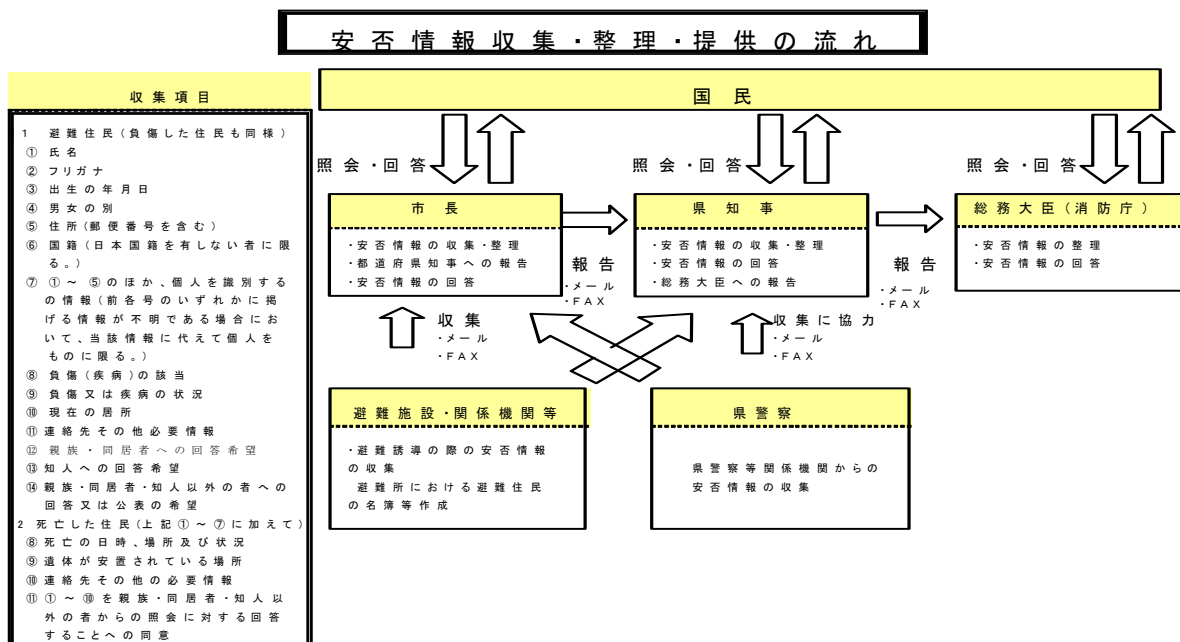 安否情報収集・整理・提供の流れ
収集項目
1 避難住民(負傷した住民も同様)
① 氏名
② フリガナ
③ 出生の年月日
④ 男女の別
⑤ 住所(郵便番号を含む)
⑥ 国籍(日本国籍を有しない者に限
る。)
⑦ ①~⑤のほか、個人を識別する
の情報(前各号のいずれかに掲
げる情報が不明である場合にお
いて、当該情報に代えて個人を
ものに限る。)
⑧ 負傷(疾病)の該当
⑨ 負傷又は疾病の状況
⑩ 現在の居所
⑪ 連絡先その他必要情報
⑫ 親族・同居者への回答希望
⑬ 知人への回答希望
⑭ 親族・同居者・知人以外の者への
回答又は公表の希望
2 死亡した住民(上記①~⑦に加えて)
⑧ 死亡の日時、場所及び状況
⑨ 遺体が安置されている場所
⑩ 連絡先その他の必要情報
⑪ ①~⑩を親族・同居者・知人以
外の者からの照会に対する回答
することへの同意
国民
照会・回答
照会・回答
照会・回答
市長
・安否情報の収集・整理
・都道府県知事への報告
・安否情報の回答
報告
・メール
・FAX
県知事
・安否情報の収集・整理
・安否情報の回答
・総務大臣への報告
報告
・メール
・FAX
総務大臣(消防庁)
・安否情報の整理
・安否情報の回答
収集
・メール
・FAX
収集に協力
・メール
・FAX
避難施設・関係機関等
・避難誘導の際の安否情報
の収集
避難所における避難住民
の名簿等作成
県警察
県警察等関係機関からの
安否情報の収集